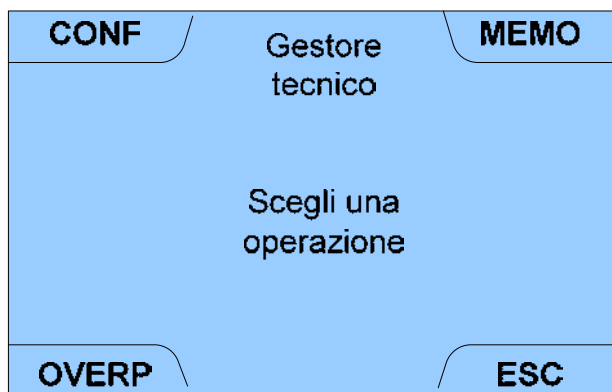 CONF
MEMO
Gestore
tecnico
Scegli una
operazione
OVERP
ESC